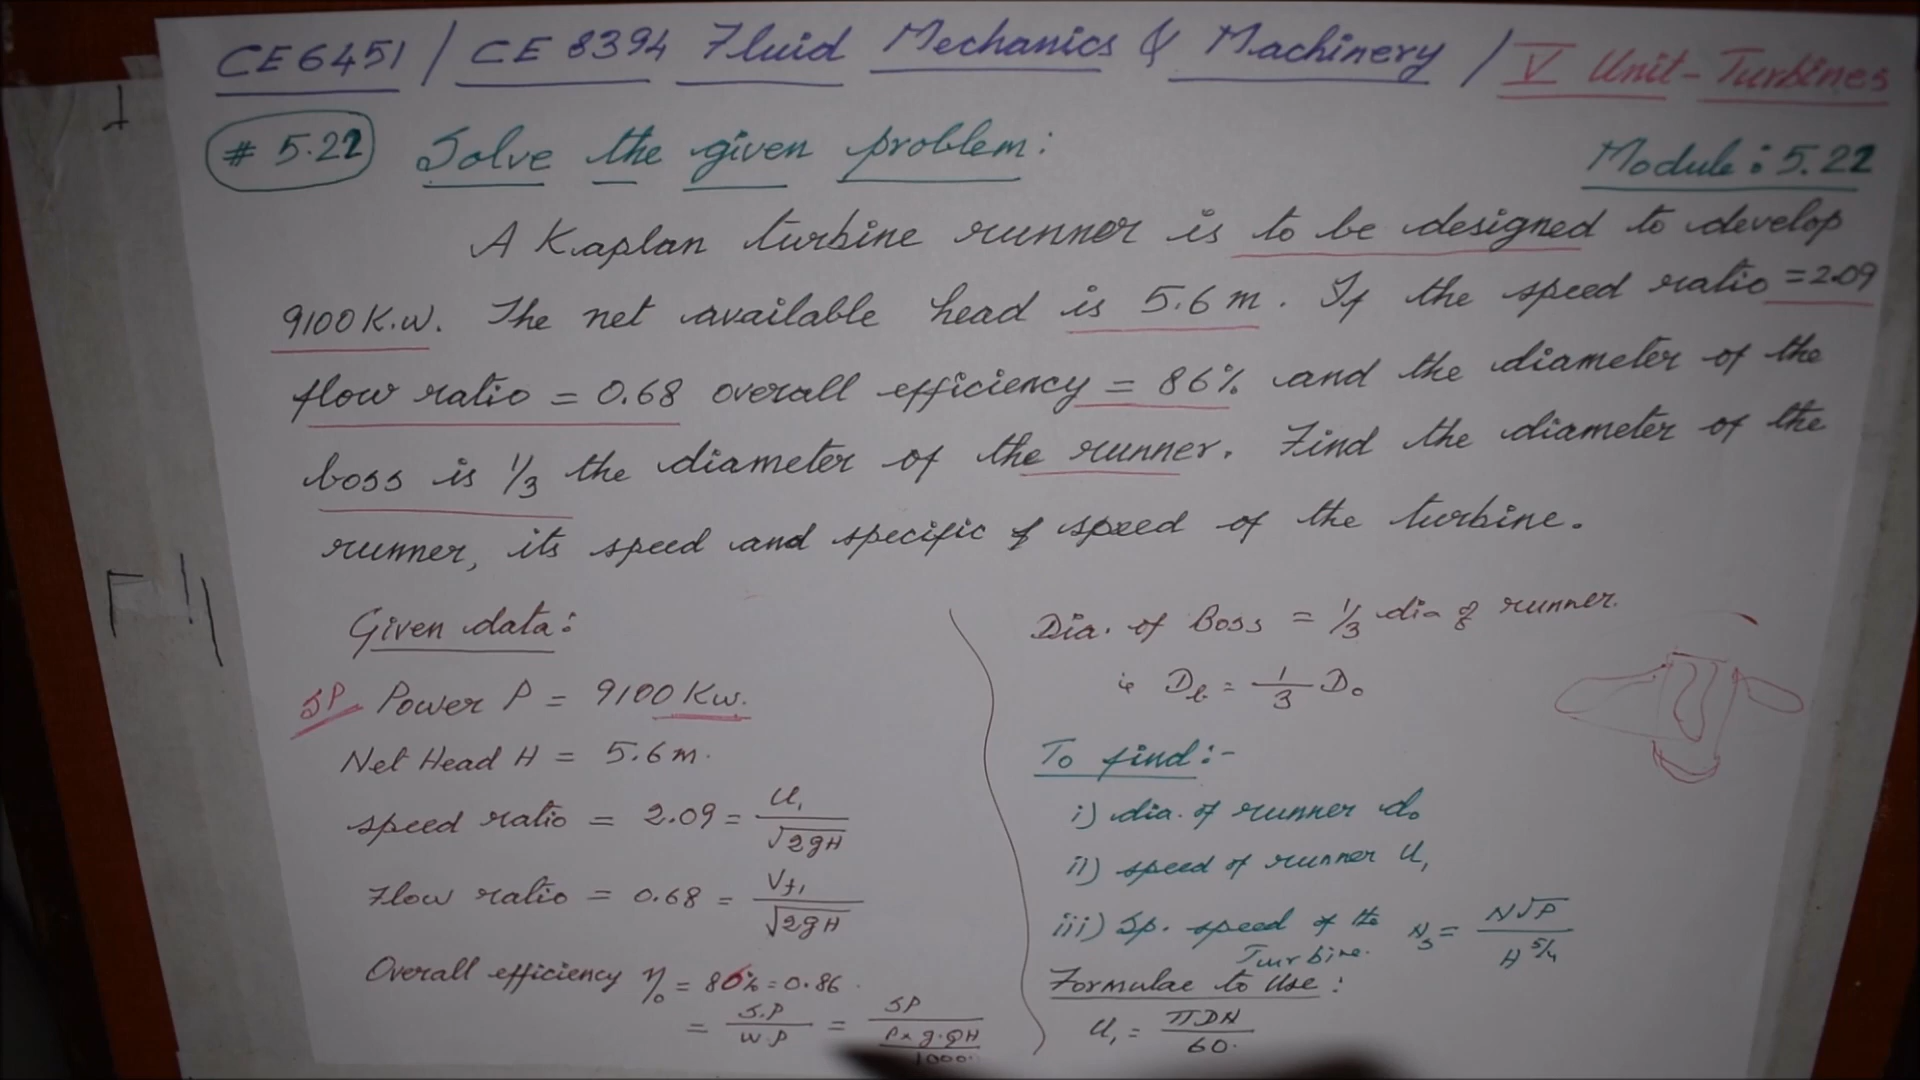 CE6451 / CE 8394 Fluid Mechanics & Machinery / V Unit - Turbines
# 5.22 Solve the given problem: Module: 5.22
A Kaplan turbine runner is to be designed to develop
9100 K.W. The net available head is 5.6 m. If the speed ratio = 2.09
flow ratio = 0.68 overall efficiency = 86% and the diameter of the
boss is 1/3 the diameter of the runner. Find the diameter of the
runner, its speed and specific speed of the turbine.
Given data:
SP Power P = 9100 Kw.
Net Head H = 5.6 m.
speed ratio = 2.09 = U₁ / √2gH
Flow ratio = 0.68 = Vf₁ / √2gH
Overall efficiency η₀ = 86% = 0.86
= S.P / W.P = SP / (ρ x g.QH / 1000)
Dia. of Boss = 1/3 dia of runner.
ie Db = 1/3 D₀
To find:-
i) dia. of runner d₀
ii) speed of runner U₁
iii) Sp. speed of the Turbine. Ns = N√P / H^5/4
Formulae to Use:
U₁ = πDN / 60.